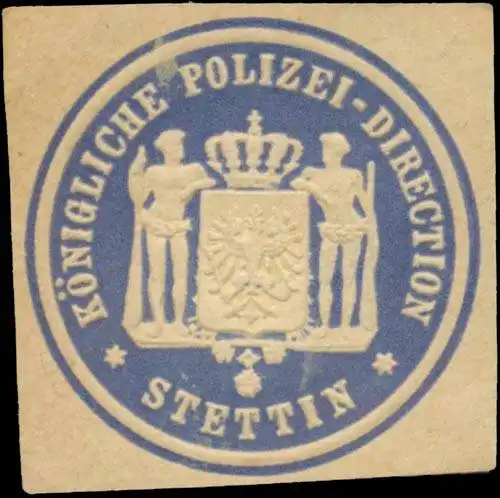 KÖNIGLICHE POLIZEI-DIRECTION
* STETTIN *